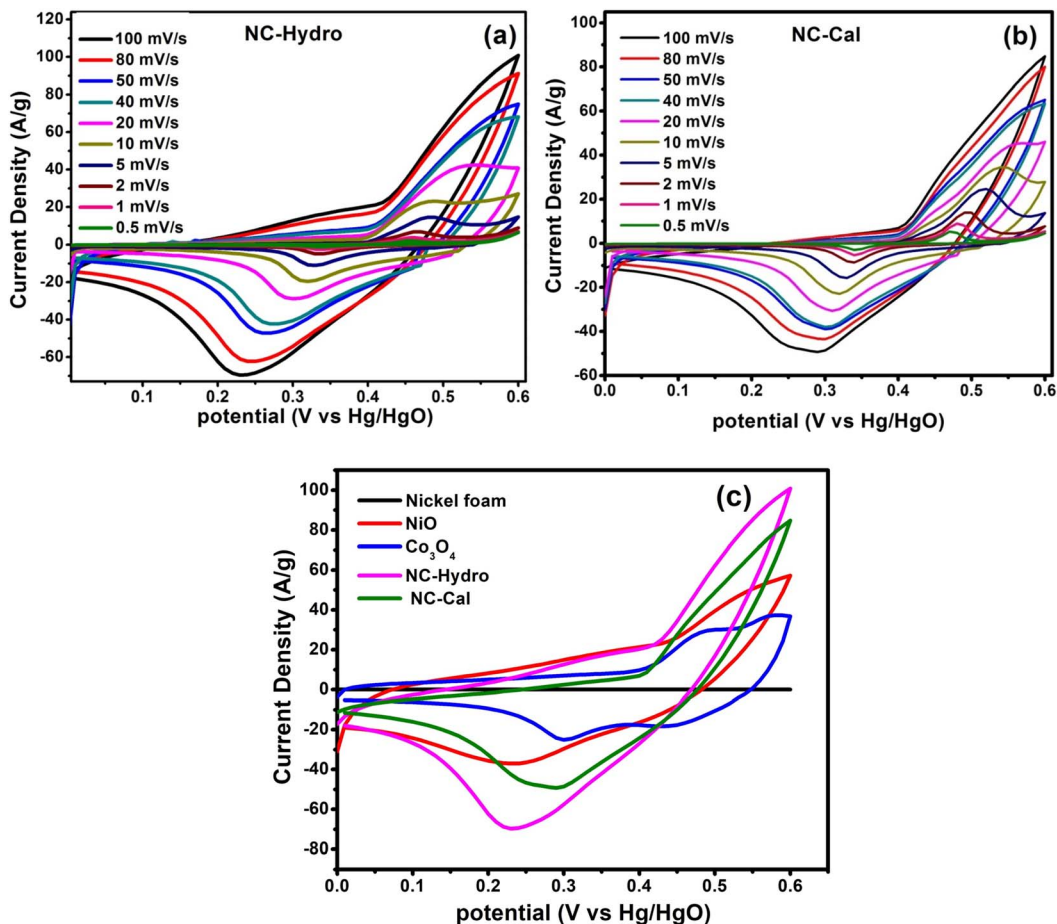 NC-Hydro
(a)
100 mV/s
80 mV/s
50 mV/s
40 mV/s
20 mV/s
10 mV/s
5 mV/s
2 mV/s
1 mV/s
0.5 mV/s
Current Density (A/g)
120
100
80
60
40
20
0
-20
-40
-60
0.1 0.2 0.3 0.4 0.5 0.6
potential (V vs Hg/HgO)
NC-Cal
(b)
100 mV/s
80 mV/s
50 mV/s
40 mV/s
20 mV/s
10 mV/s
5 mV/s
2 mV/s
1 mV/s
0.5 mV/s
Current Density (A/g)
100
80
60
40
20
0
-20
-40
-60
0.0 0.1 0.2 0.3 0.4 0.5 0.6
potential (V vs Hg/HgO)
(c)
Nickel foam
NiO
Co₃O₄
NC-Hydro
NC-Cal
Current Density (A/g)
100
80
60
40
20
0
-20
-40
-60
-80
0.0 0.1 0.2 0.3 0.4 0.5 0.6
potential (V vs Hg/HgO)